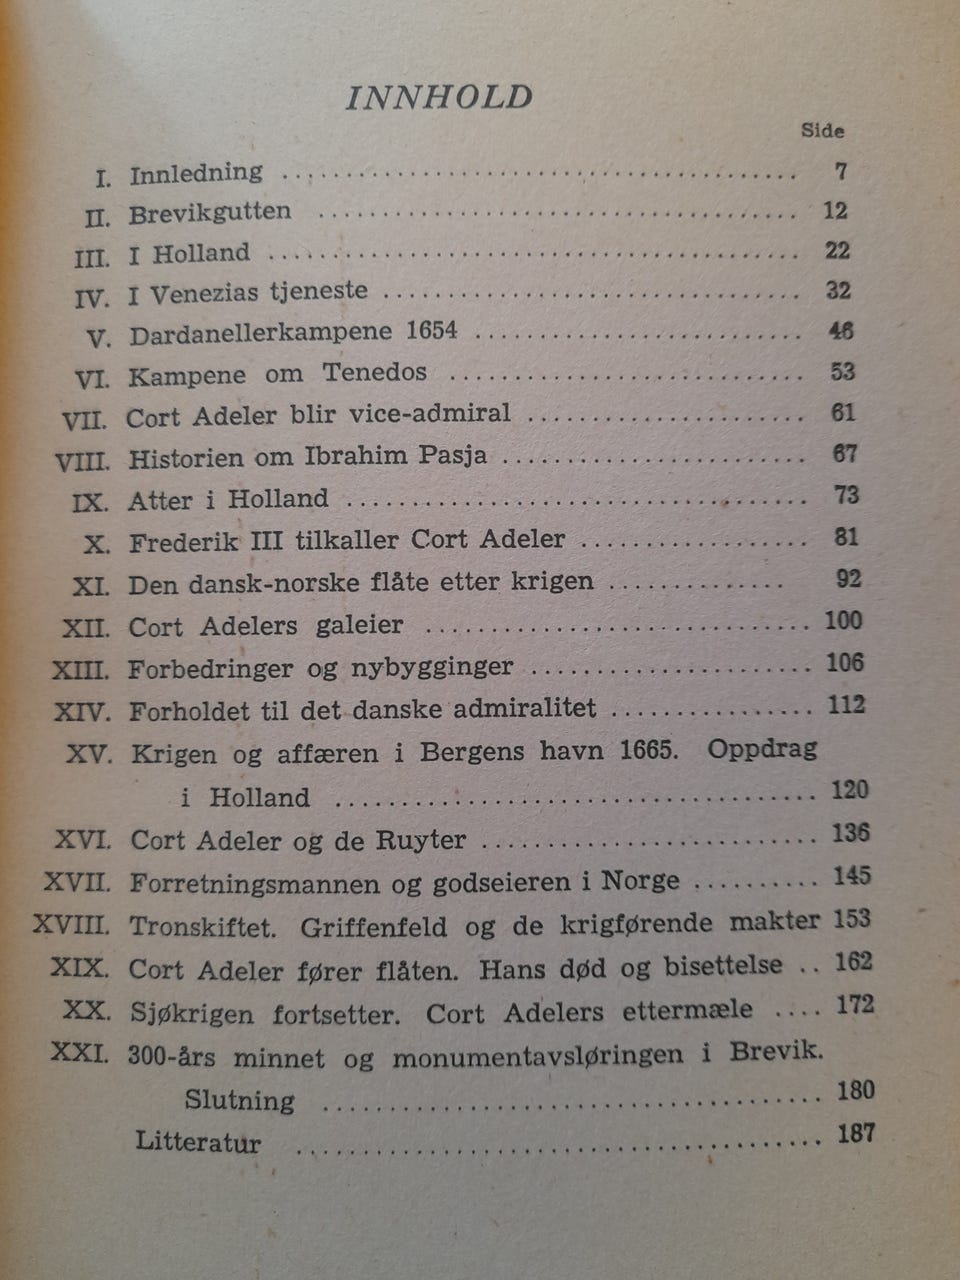 INNHOLD
Side
I. Innledning ........................................ 7
II. Brevikgutten ..................................... 12
III. I Holland ........................................ 22
IV. I Venezias tjeneste ................................ 32
V. Dardanellerkampene 1654 .......................... 46
VI. Kampene om Tenedos ............................ 53
VII. Cort Adeler blir vice-admiral ...................... 61
VIII. Historien om Ibrahim Pasja ........................ 67
IX. Atter i Holland .................................... 73
X. Frederik III tilkaller Cort Adeler .................. 81
XI. Den dansk-norske flåte etter krigen .............. 92
XII. Cort Adelers galeier .............................. 100
XIII. Forbedringer og nybygginger ...................... 106
XIV. Forholdet til det danske admiralitet ................ 112
XV. Krigen og affæren i Bergens havn 1665. Oppdrag
i Holland ...................................... 120
XVI. Cort Adeler og de Ruyter .......................... 136
XVII. Forretningsmannen og godseieren i Norge .......... 145
XVIII. Tronskiftet. Griffenfeld og de krigførende makter 153
XIX. Cort Adeler fører flåten. Hans død og bisettelse .. 162
XX. Sjøkrigen fortsetter. Cort Adelers ettermæle .... 172
XXI. 300-års minnet og monumentavsløringen i Brevik.
Slutning ...................................... 180
Litteratur ........................................ 187